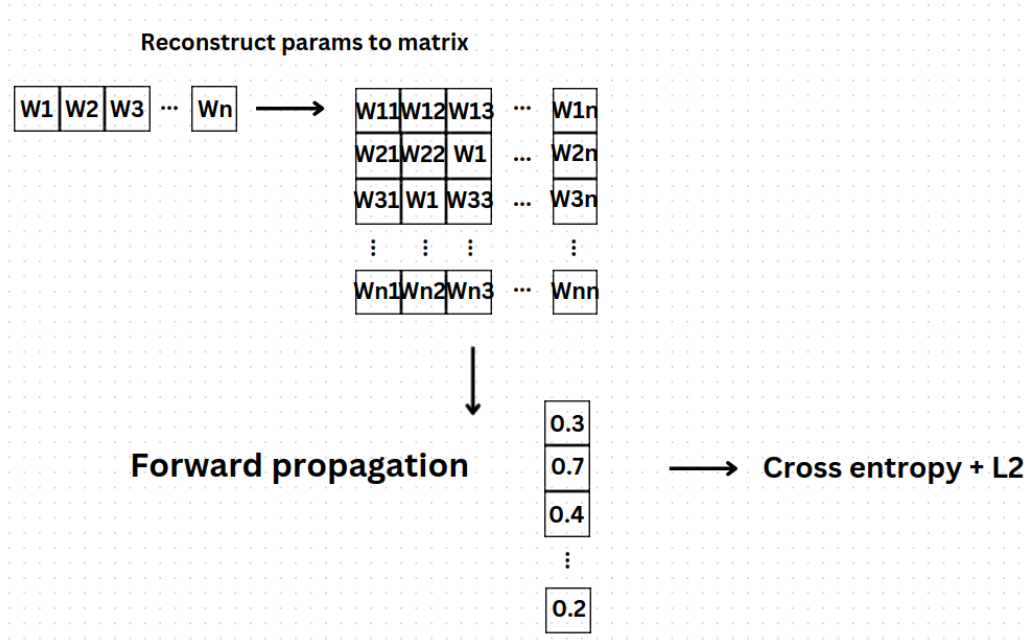 Reconstruct params to matrix
W1 W2 W3 ... Wn
W11 W12 W13 ... W1n
W21 W22 W1 ... W2n
W31 W1 W33 ... W3n
Wn1 Wn2 Wn3 ... Wnn
0.3
0.7
0.4
0.2
Forward propagation
Cross entropy + L2